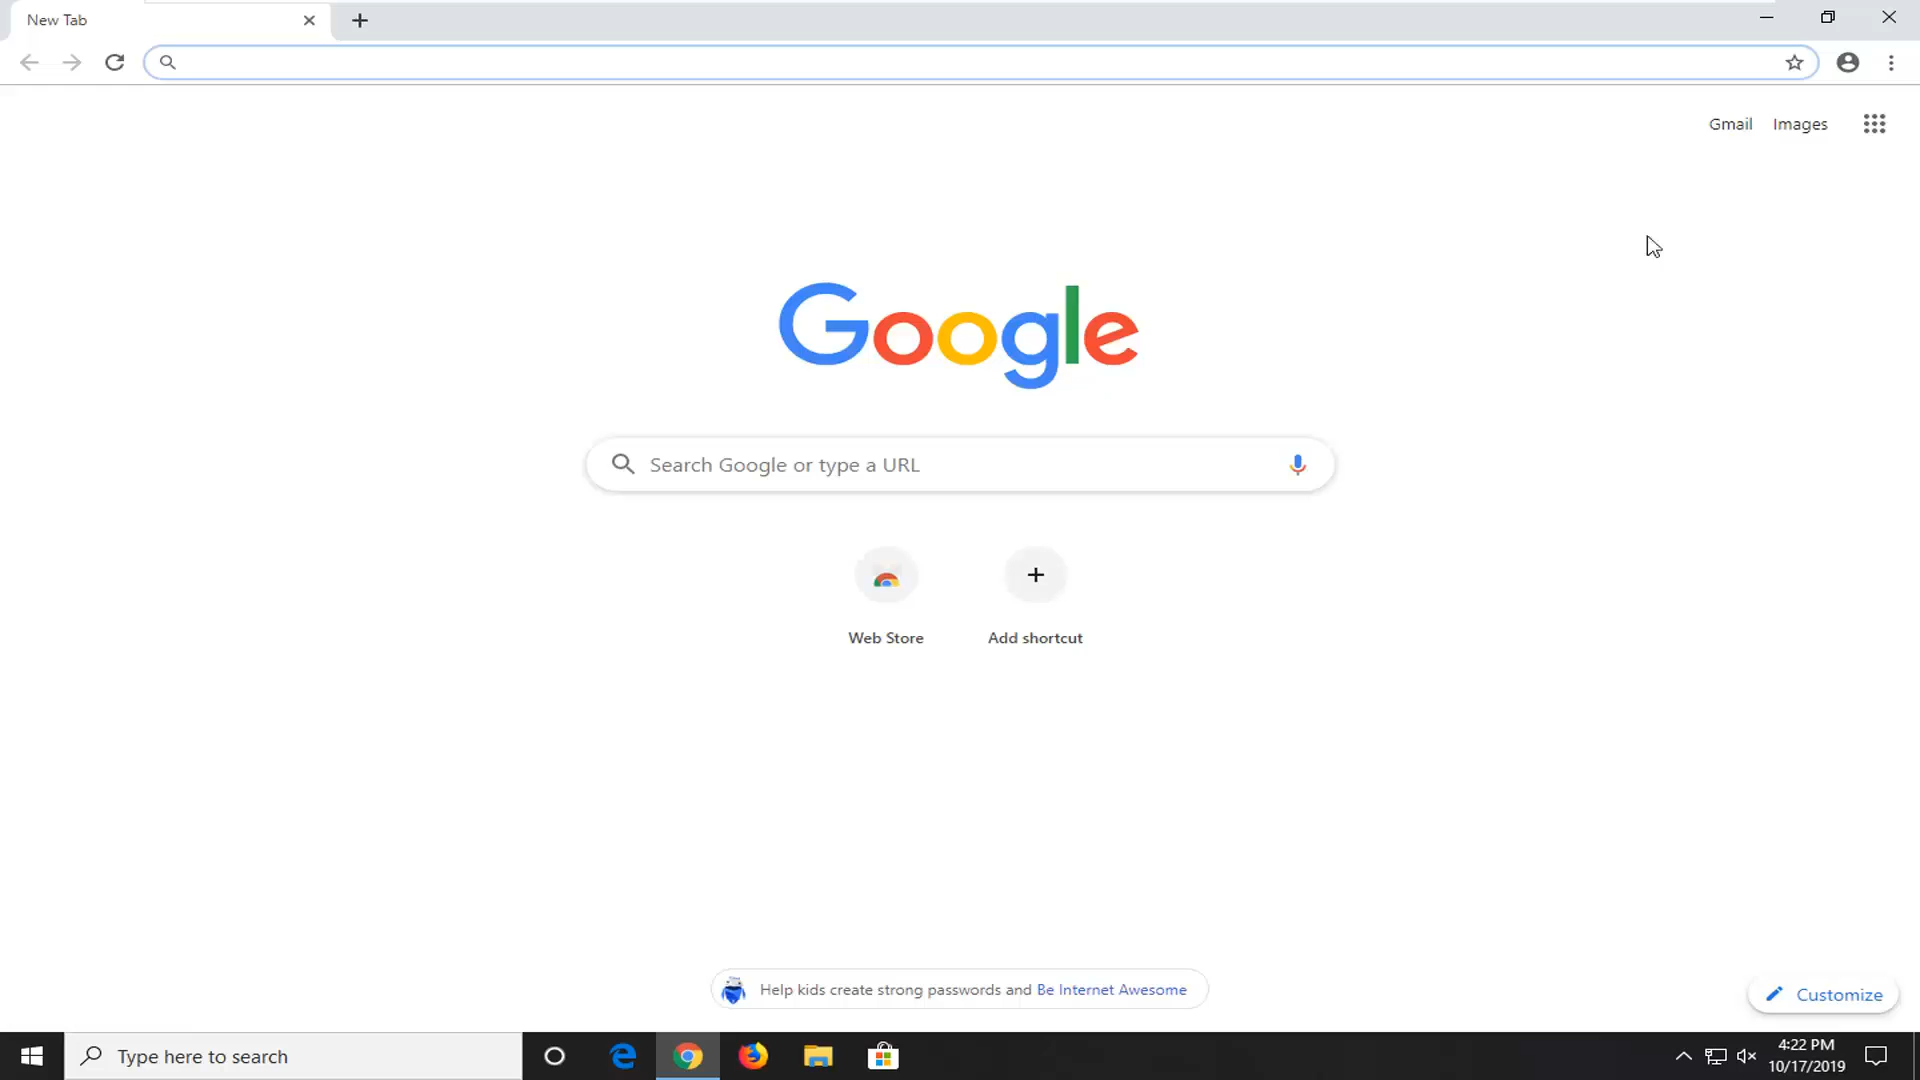 New Tab
Gmail Images
Google
Search Google or type a URL
Web Store Add shortcut
Help kids create strong passwords and Be Internet Awesome
Customize
Type here to search
4:22 PM
10/17/2019